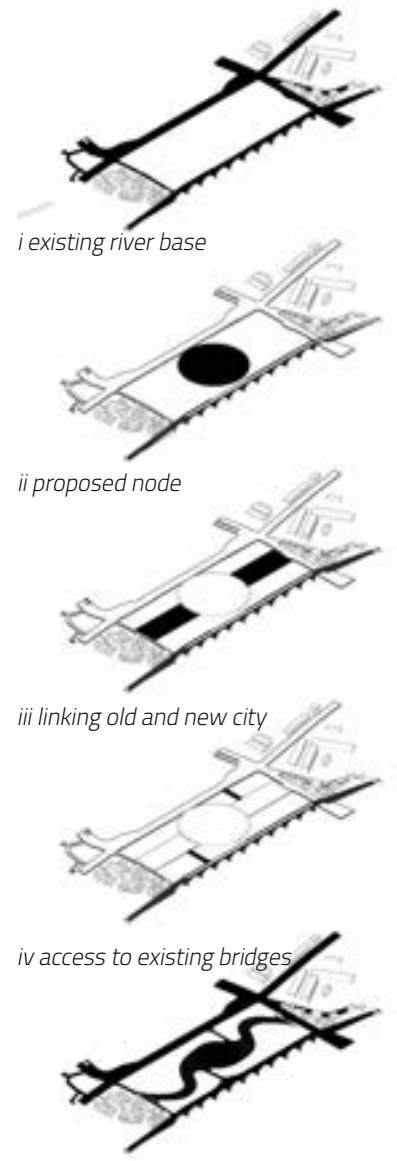 i existing river base
ii proposed node
iii linking old and new city
iv access to existing bridges